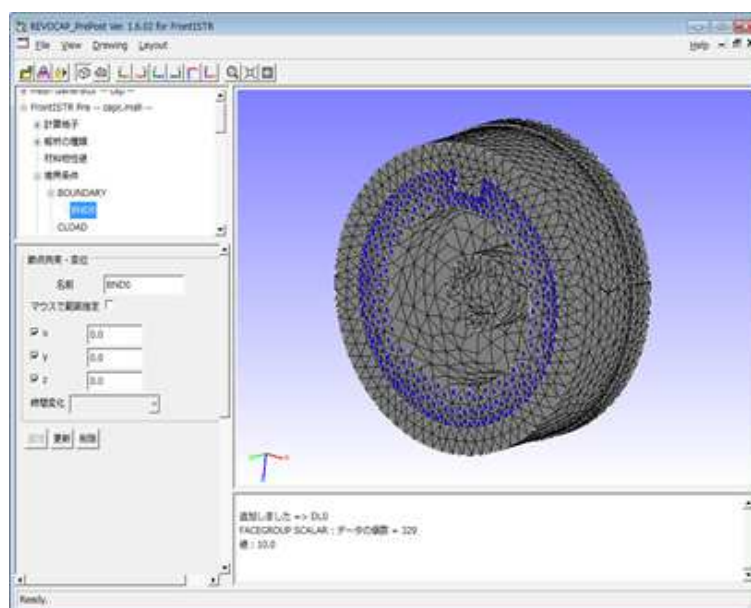 REVOCAP_PrePost Ver. 1.6.02 for FrontISTR
File View Drawing Layout
Help
FrontISTR Pre -- capc.msh --
計算格子
解析の種類
材料物性値
境界条件
BOUNDARY
BND0
CLOAD
節点拘束・変位
名前 BND0
マウスで範囲指定
x 0.0
y 0.0
z 0.0
時間変化
更新 削除
追加しました => DL0
FACEGROUP SCALAR : データの個数 = 329
値 : 10.0
Ready.